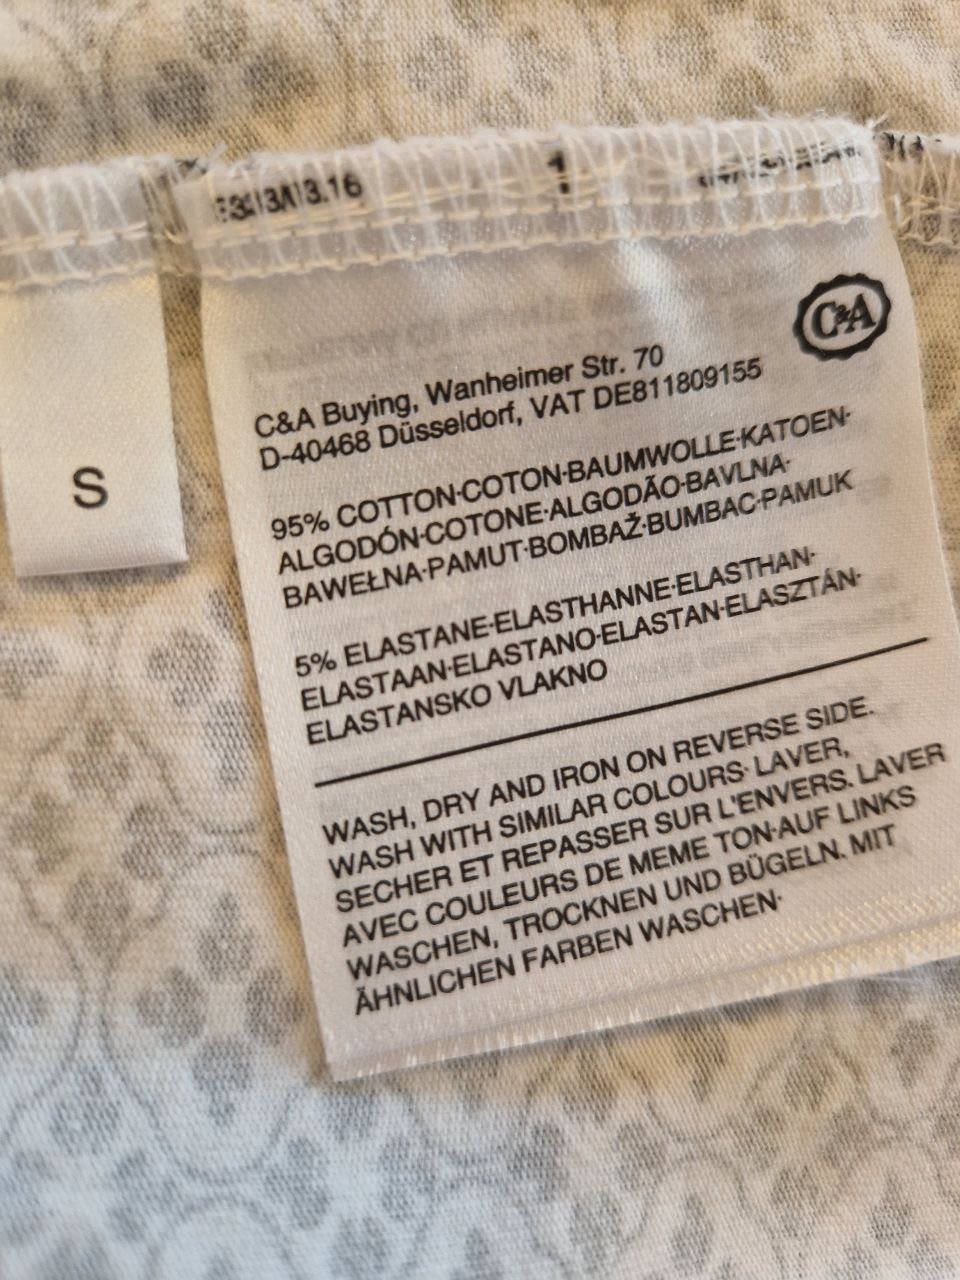 S
1
C&A
C&A Buying, Wanheimer Str. 70
D-40468 Düsseldorf, VAT DE811809155
95% COTTON·COTON·BAUMWOLLE·KATOEN·
ALGODÓN·COTONE·ALGODÃO·BAVLNA·
BAWEŁNA·PAMUT·BOMBAŽ·BUMBAC·PAMUK
5% ELASTANE·ELASTHANNE·ELASTHAN·
ELASTAAN·ELASTANO·ELASTAN·ELASZTÁN·
ELASTANSKO VLAKNO
WASH, DRY AND IRON ON REVERSE SIDE.
WASH WITH SIMILAR COLOURS· LAVER,
SECHER ET REPASSER SUR L'ENVERS. LAVER
AVEC COULEURS DE MEME TON·AUF LINKS
WASCHEN, TROCKNEN UND BÜGELN. MIT
ÄHNLICHEN FARBEN WASCHEN·